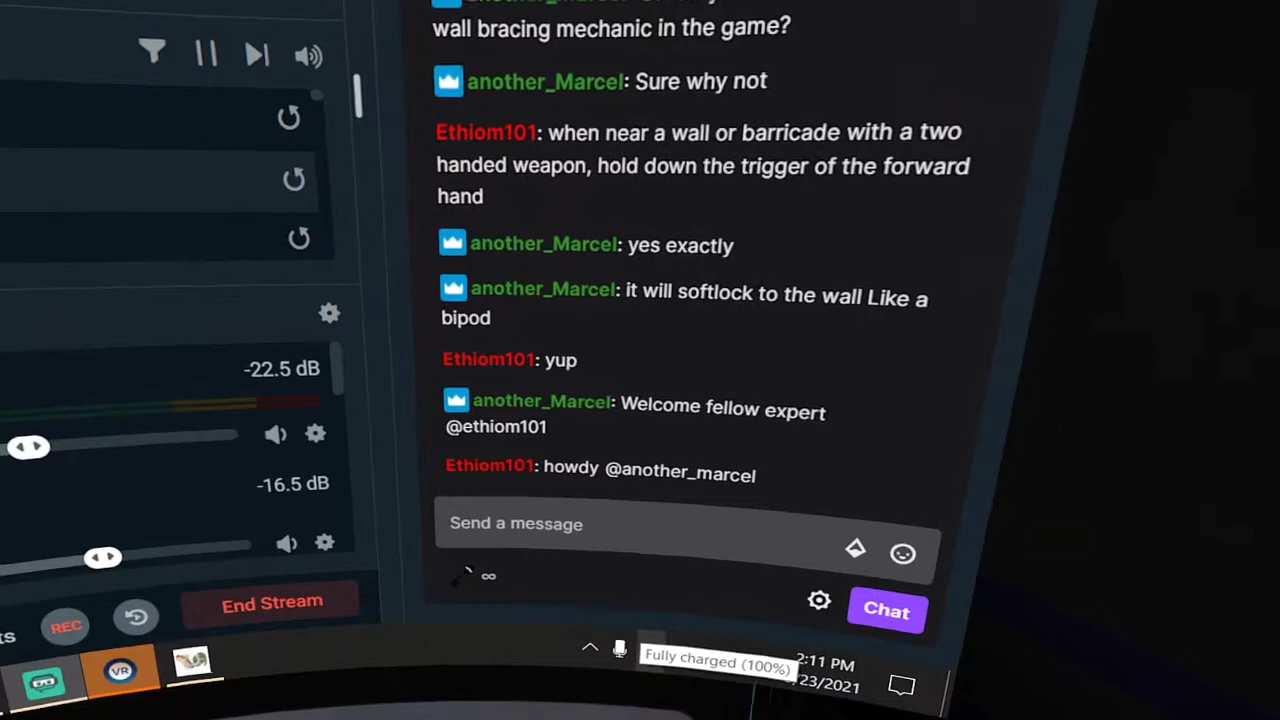 wall bracing mechanic in the game?
another_Marcel: Sure why not
Ethiom101: when near a wall or barricade with a two
handed weapon, hold down the trigger of the forward
hand
another_Marcel: yes exactly
another_Marcel: it will softlock to the wall Like a
bipod
Ethiom101: yup
another_Marcel: Welcome fellow expert
@ethiom101
Ethiom101: howdy @another_marcel
Send a message
∞
Chat
-22.5 dB
-16.5 dB
REC
End Stream
VR
Fully charged (100%)
2:11 PM
/23/2021